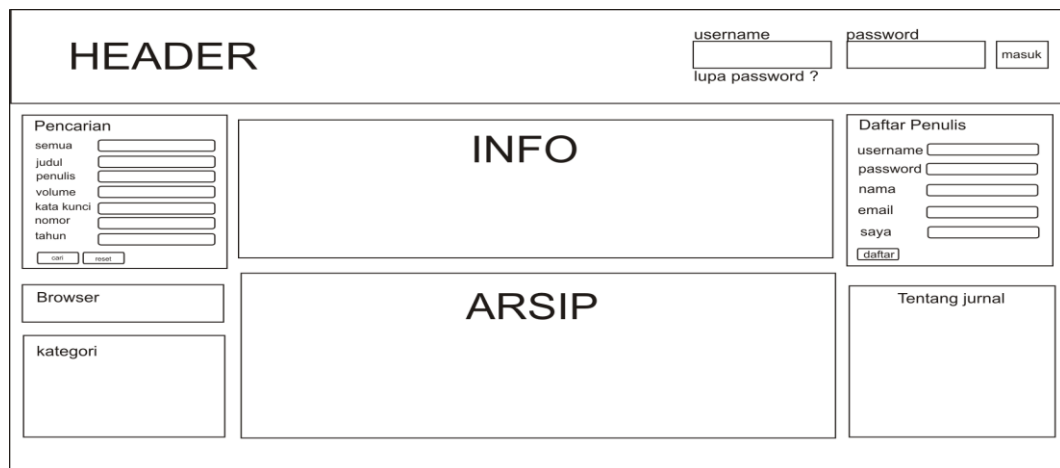 HEADER
username password
masuk
lupa password ?
Pencarian
semua
judul
penulis
volume
kata kunci
nomor
tahun
cari reset
Browser
kategori
INFO
ARSIP
Daftar Penulis
username
password
nama
email
saya
daftar
Tentang jurnal